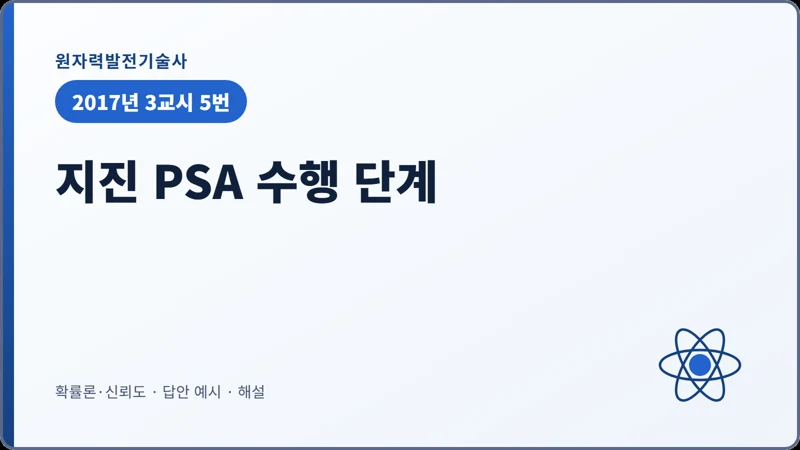 원자력발전기술사
2017년 3교시 5번
지진 PSA 수행 단계
확률론·신뢰도 · 답안 예시 · 해설